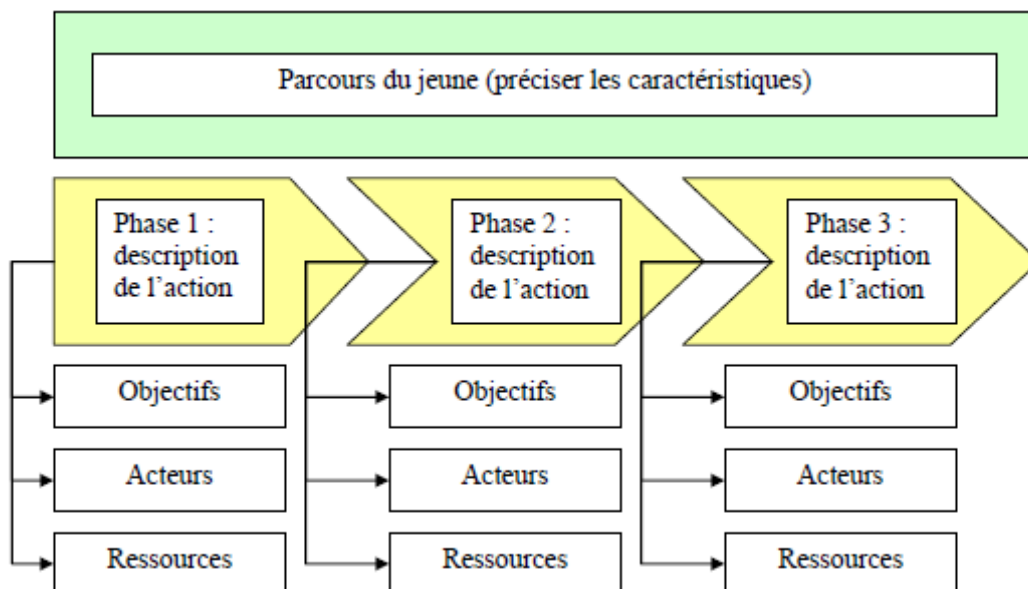 Parcours du jeune (préciser les caractéristiques)
Phase 1 :
description
de l’action
Phase 2 :
description
de l’action
Phase 3 :
description
de l’action
Objectifs
Objectifs
Objectifs
Acteurs
Acteurs
Acteurs
Ressources
Ressources
Ressources